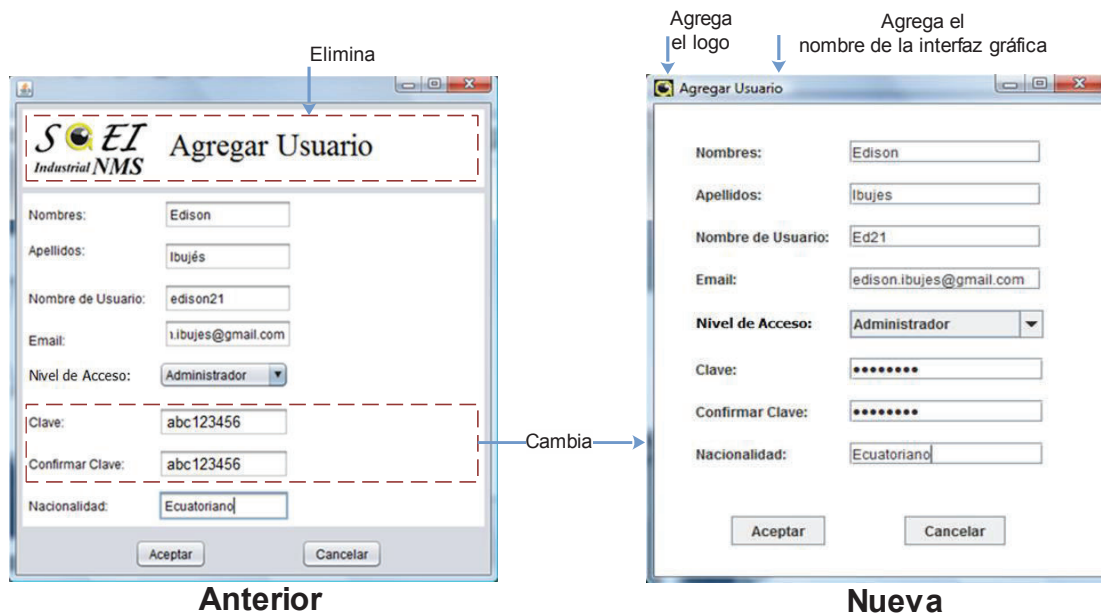 Elimina
SQEI
Industrial NMS
Agregar Usuario
Nombres:
Edison
Apellidos:
Ibujés
Nombre de Usuario:
edison21
Email:
ı.ibujes@gmail.com
Nivel de Acceso:
Administrador
Clave:
abc123456
Confirmar Clave:
abc123456
Nacionalidad:
Ecuatoriano
Aceptar
Cancelar
Anterior
Cambia
Agrega
el logo
Agrega el
nombre de la interfaz gráfica
Agregar Usuario
Nombres:
Edison
Apellidos:
Ibujes
Nombre de Usuario:
Ed21
Email:
edison.ibujes@gmail.com
Nivel de Acceso:
Administrador
Clave:
••••••••
Confirmar Clave:
••••••••
Nacionalidad:
Ecuatoriano
Aceptar
Cancelar
Nueva